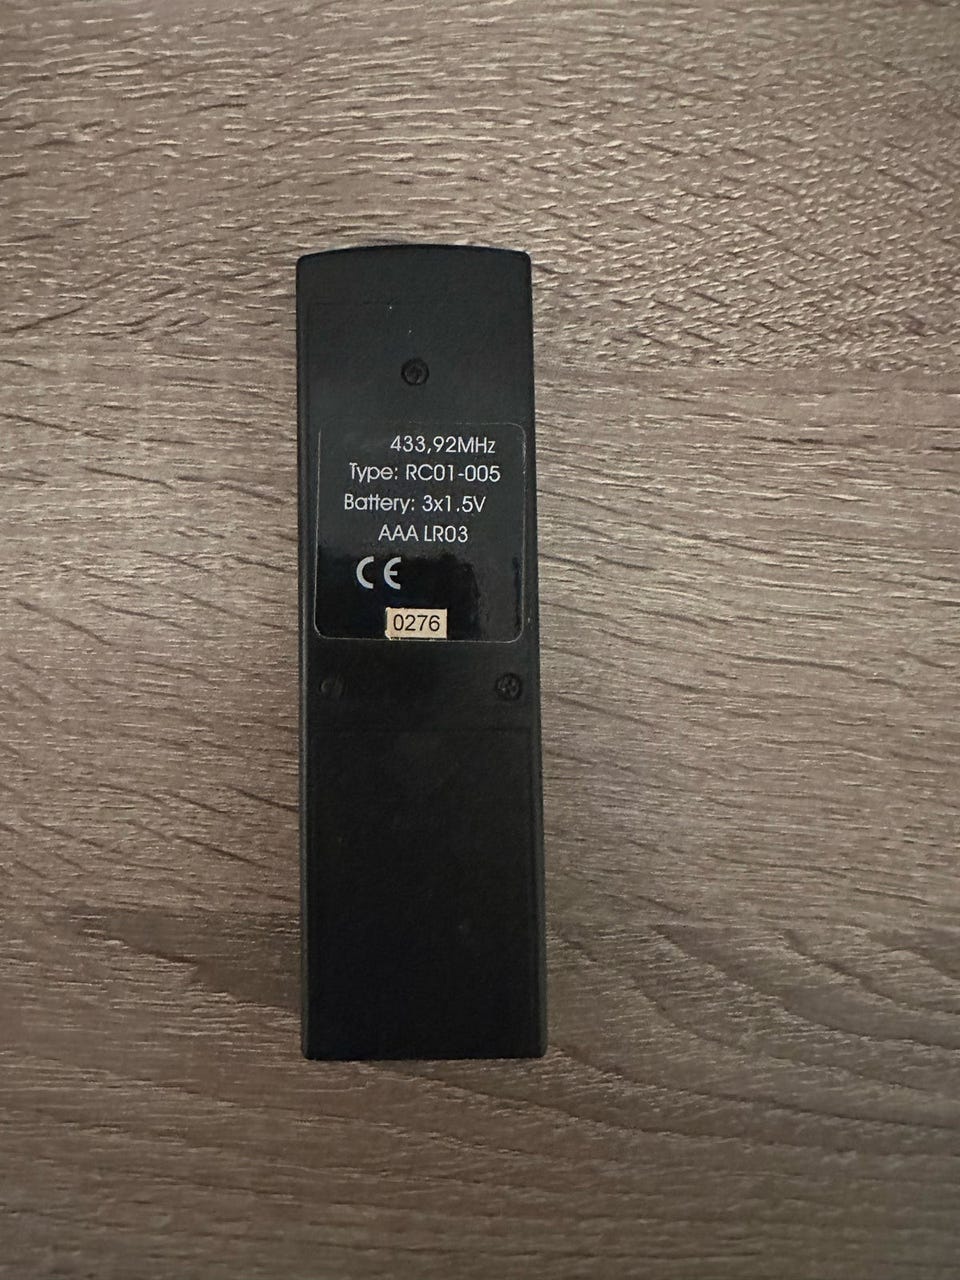 433,92MHz
Type: RC01-005
Battery: 3x1.5V
AAA LR03
CE
0276